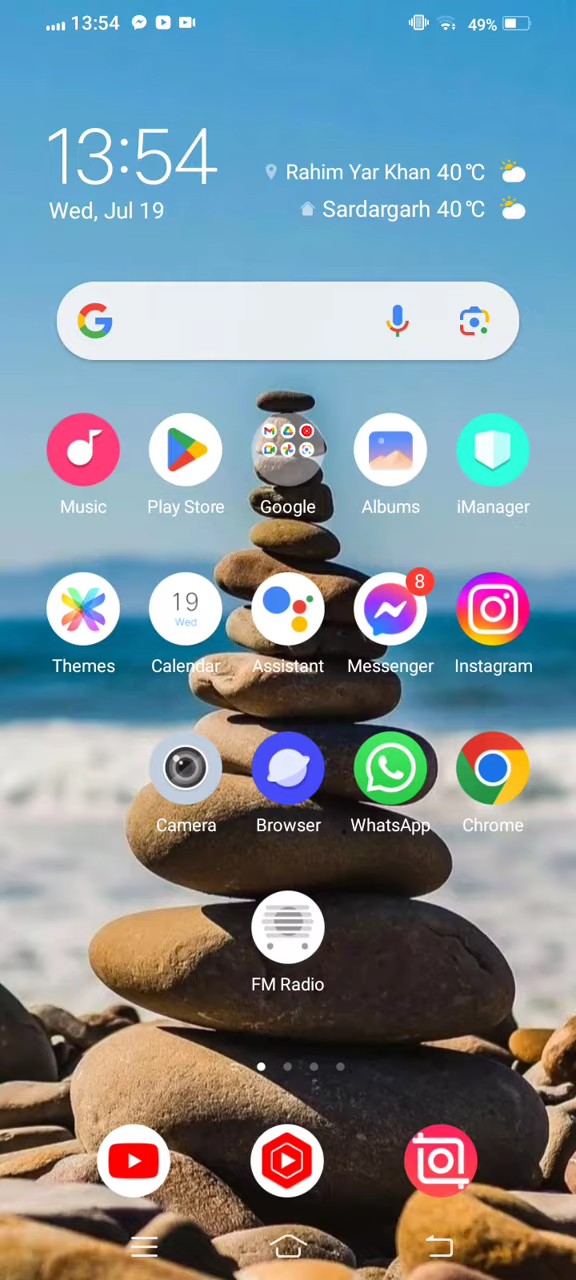 13:54
49%
13:54
Rahim Yar Khan 40℃
Wed, Jul 19
Sardargarh 40℃
Music
Play Store
Google
Albums
iManager
19
Wed
8
Themes
Calendar
Assistant
Messenger
Instagram
Camera
Browser
WhatsApp
Chrome
FM Radio